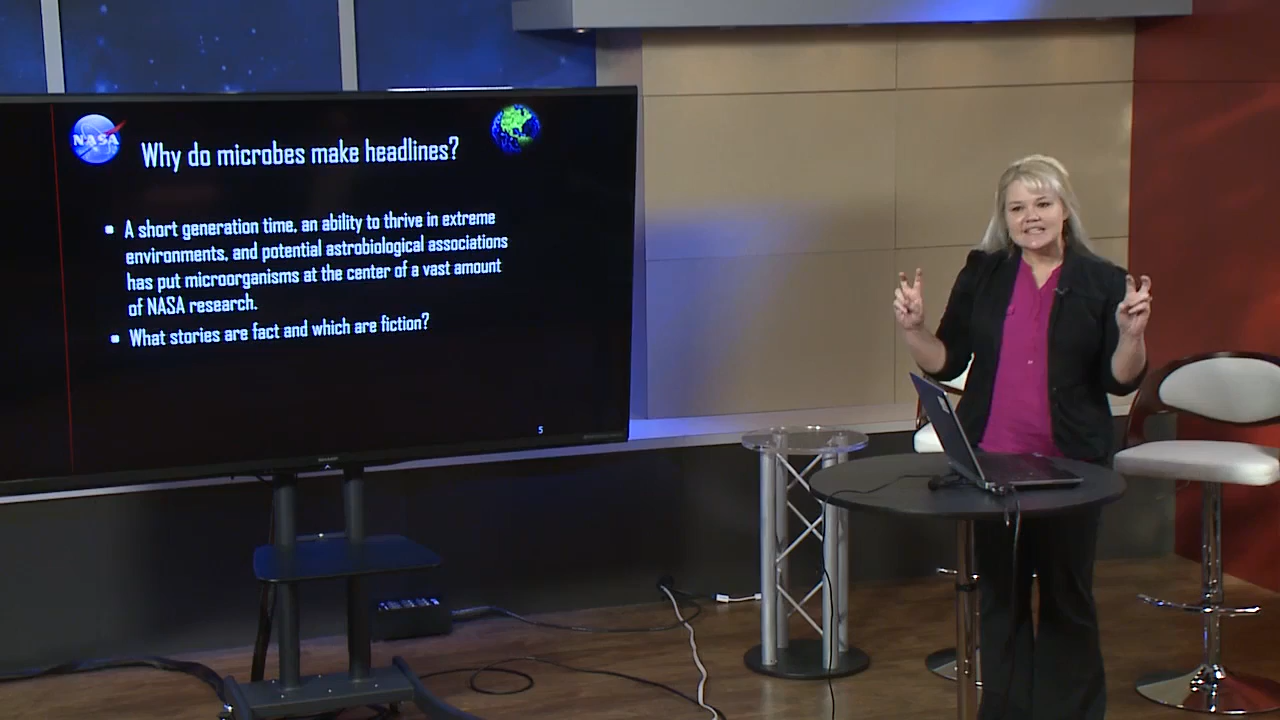 NASA
Why do microbes make headlines?
▪ A short generation time, an ability to thrive in extreme
environments, and potential astrobiological associations
has put microorganisms at the center of a vast amount
of NASA research.
▪ What stories are fact and which are fiction?
5